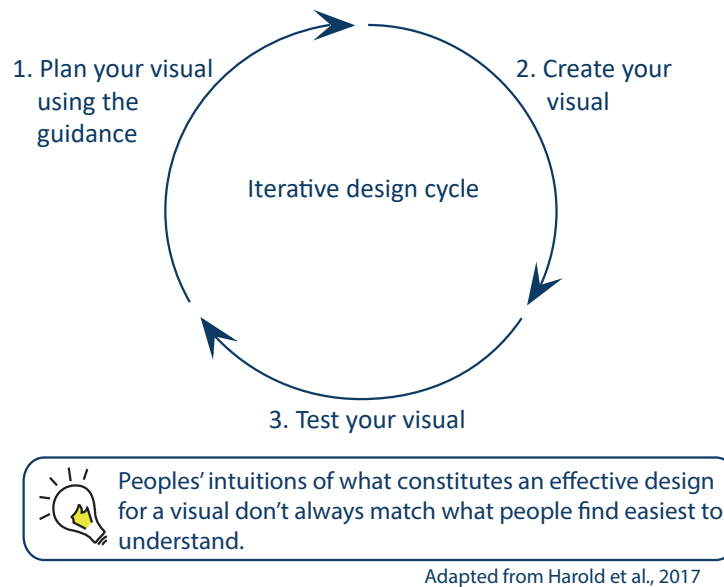 1. Plan your visual
using the
guidance
2. Create your
visual
Iterative design cycle
3. Test your visual
Peoples' intuitions of what constitutes an effective design
for a visual don't always match what people find easiest to
understand.
Adapted from Harold et al., 2017